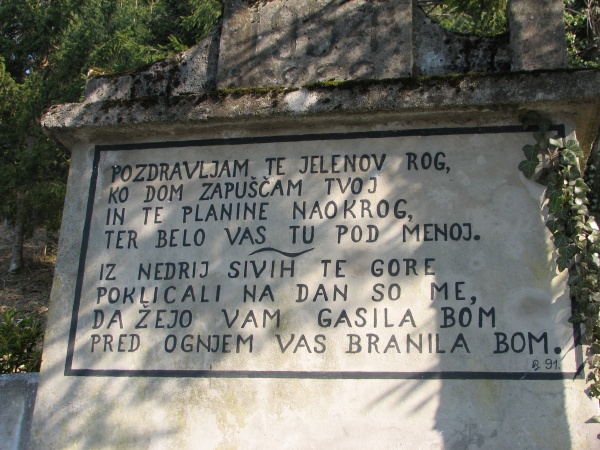 POZDRAVLJAM TE JELENOV ROG,
KO DOM ZAPUŠČAM TVOJ
IN TE PLANINE NAOKROG,
TER BELO VAS TU POD MENOJ.
IZ NEDRIJ SIVIH TE GORE
POKLICALI NA DAN SO ME,
DA ŽEJO VAM GASILA BOM
PRED OGNJEM VAS BRANILA BOM.
91.